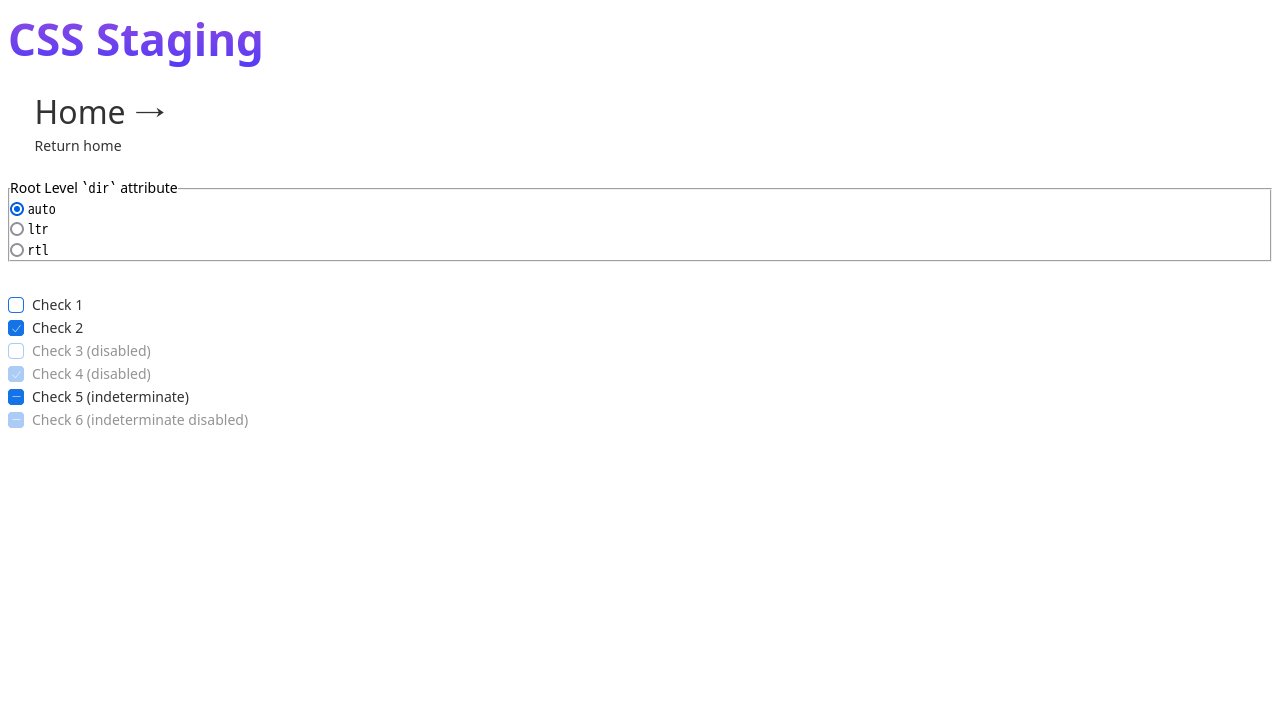 CSS Staging
Home →
Return home
Root Level `dir` attribute
auto
ltr
rtl
Check 1
Check 2
Check 3 (disabled)
Check 4 (disabled)
Check 5 (indeterminate)
Check 6 (indeterminate disabled)